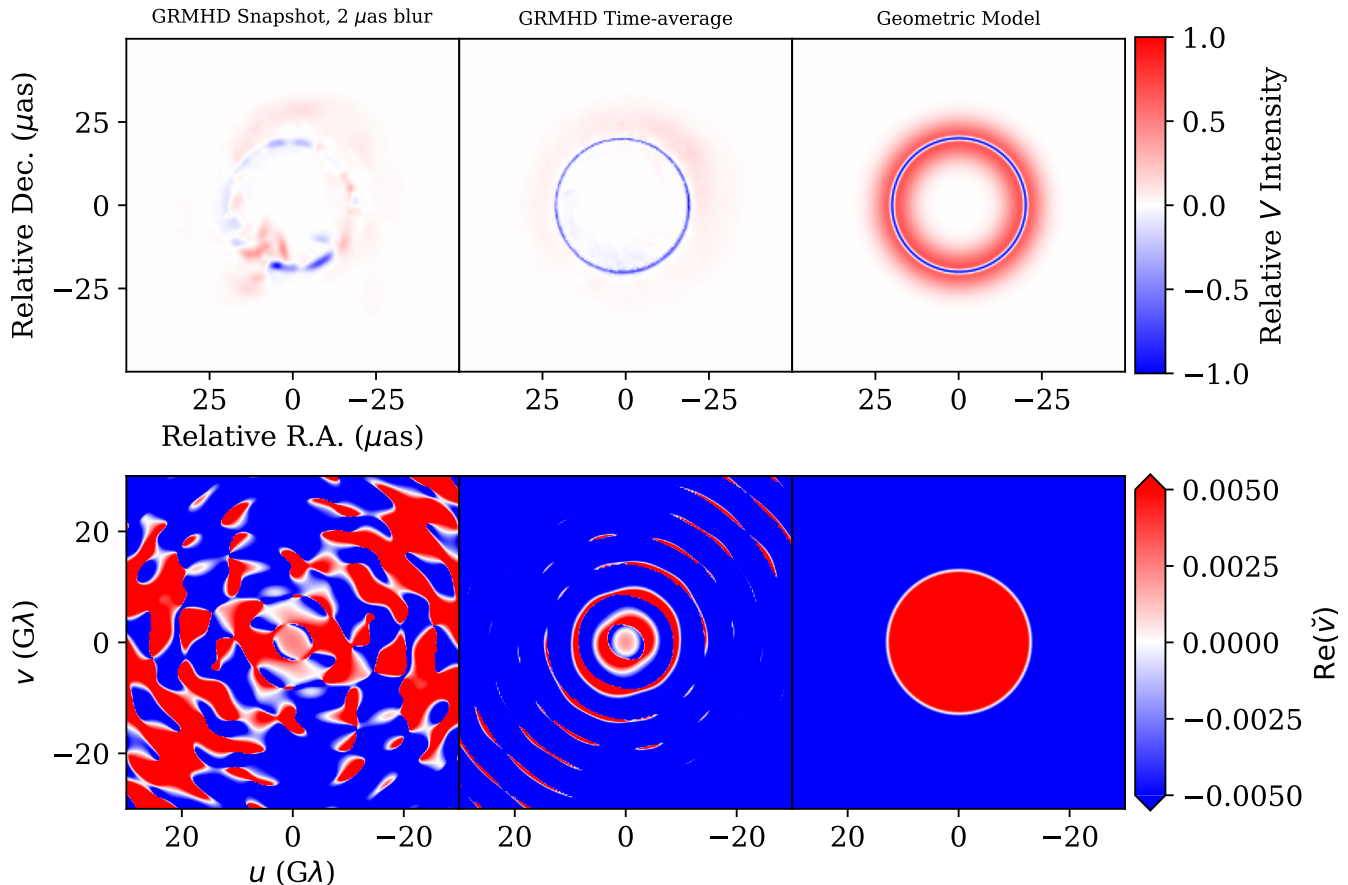 GRMHD Snapshot, 2 μas blur
GRMHD Time-average
Geometric Model
Relative Dec. (μas)
25
0
−25
25 0 −25
25 0 −25
25 0 −25
Relative R.A. (μas)
1.0
0.5
0.0
−0.5
−1.0
Relative V Intensity
v (Gλ)
20
0
−20
20 0 −20
20 0 −20
20 0 −20
u (Gλ)
0.0050
0.0025
0.0000
−0.0025
−0.0050
Re(v̆)